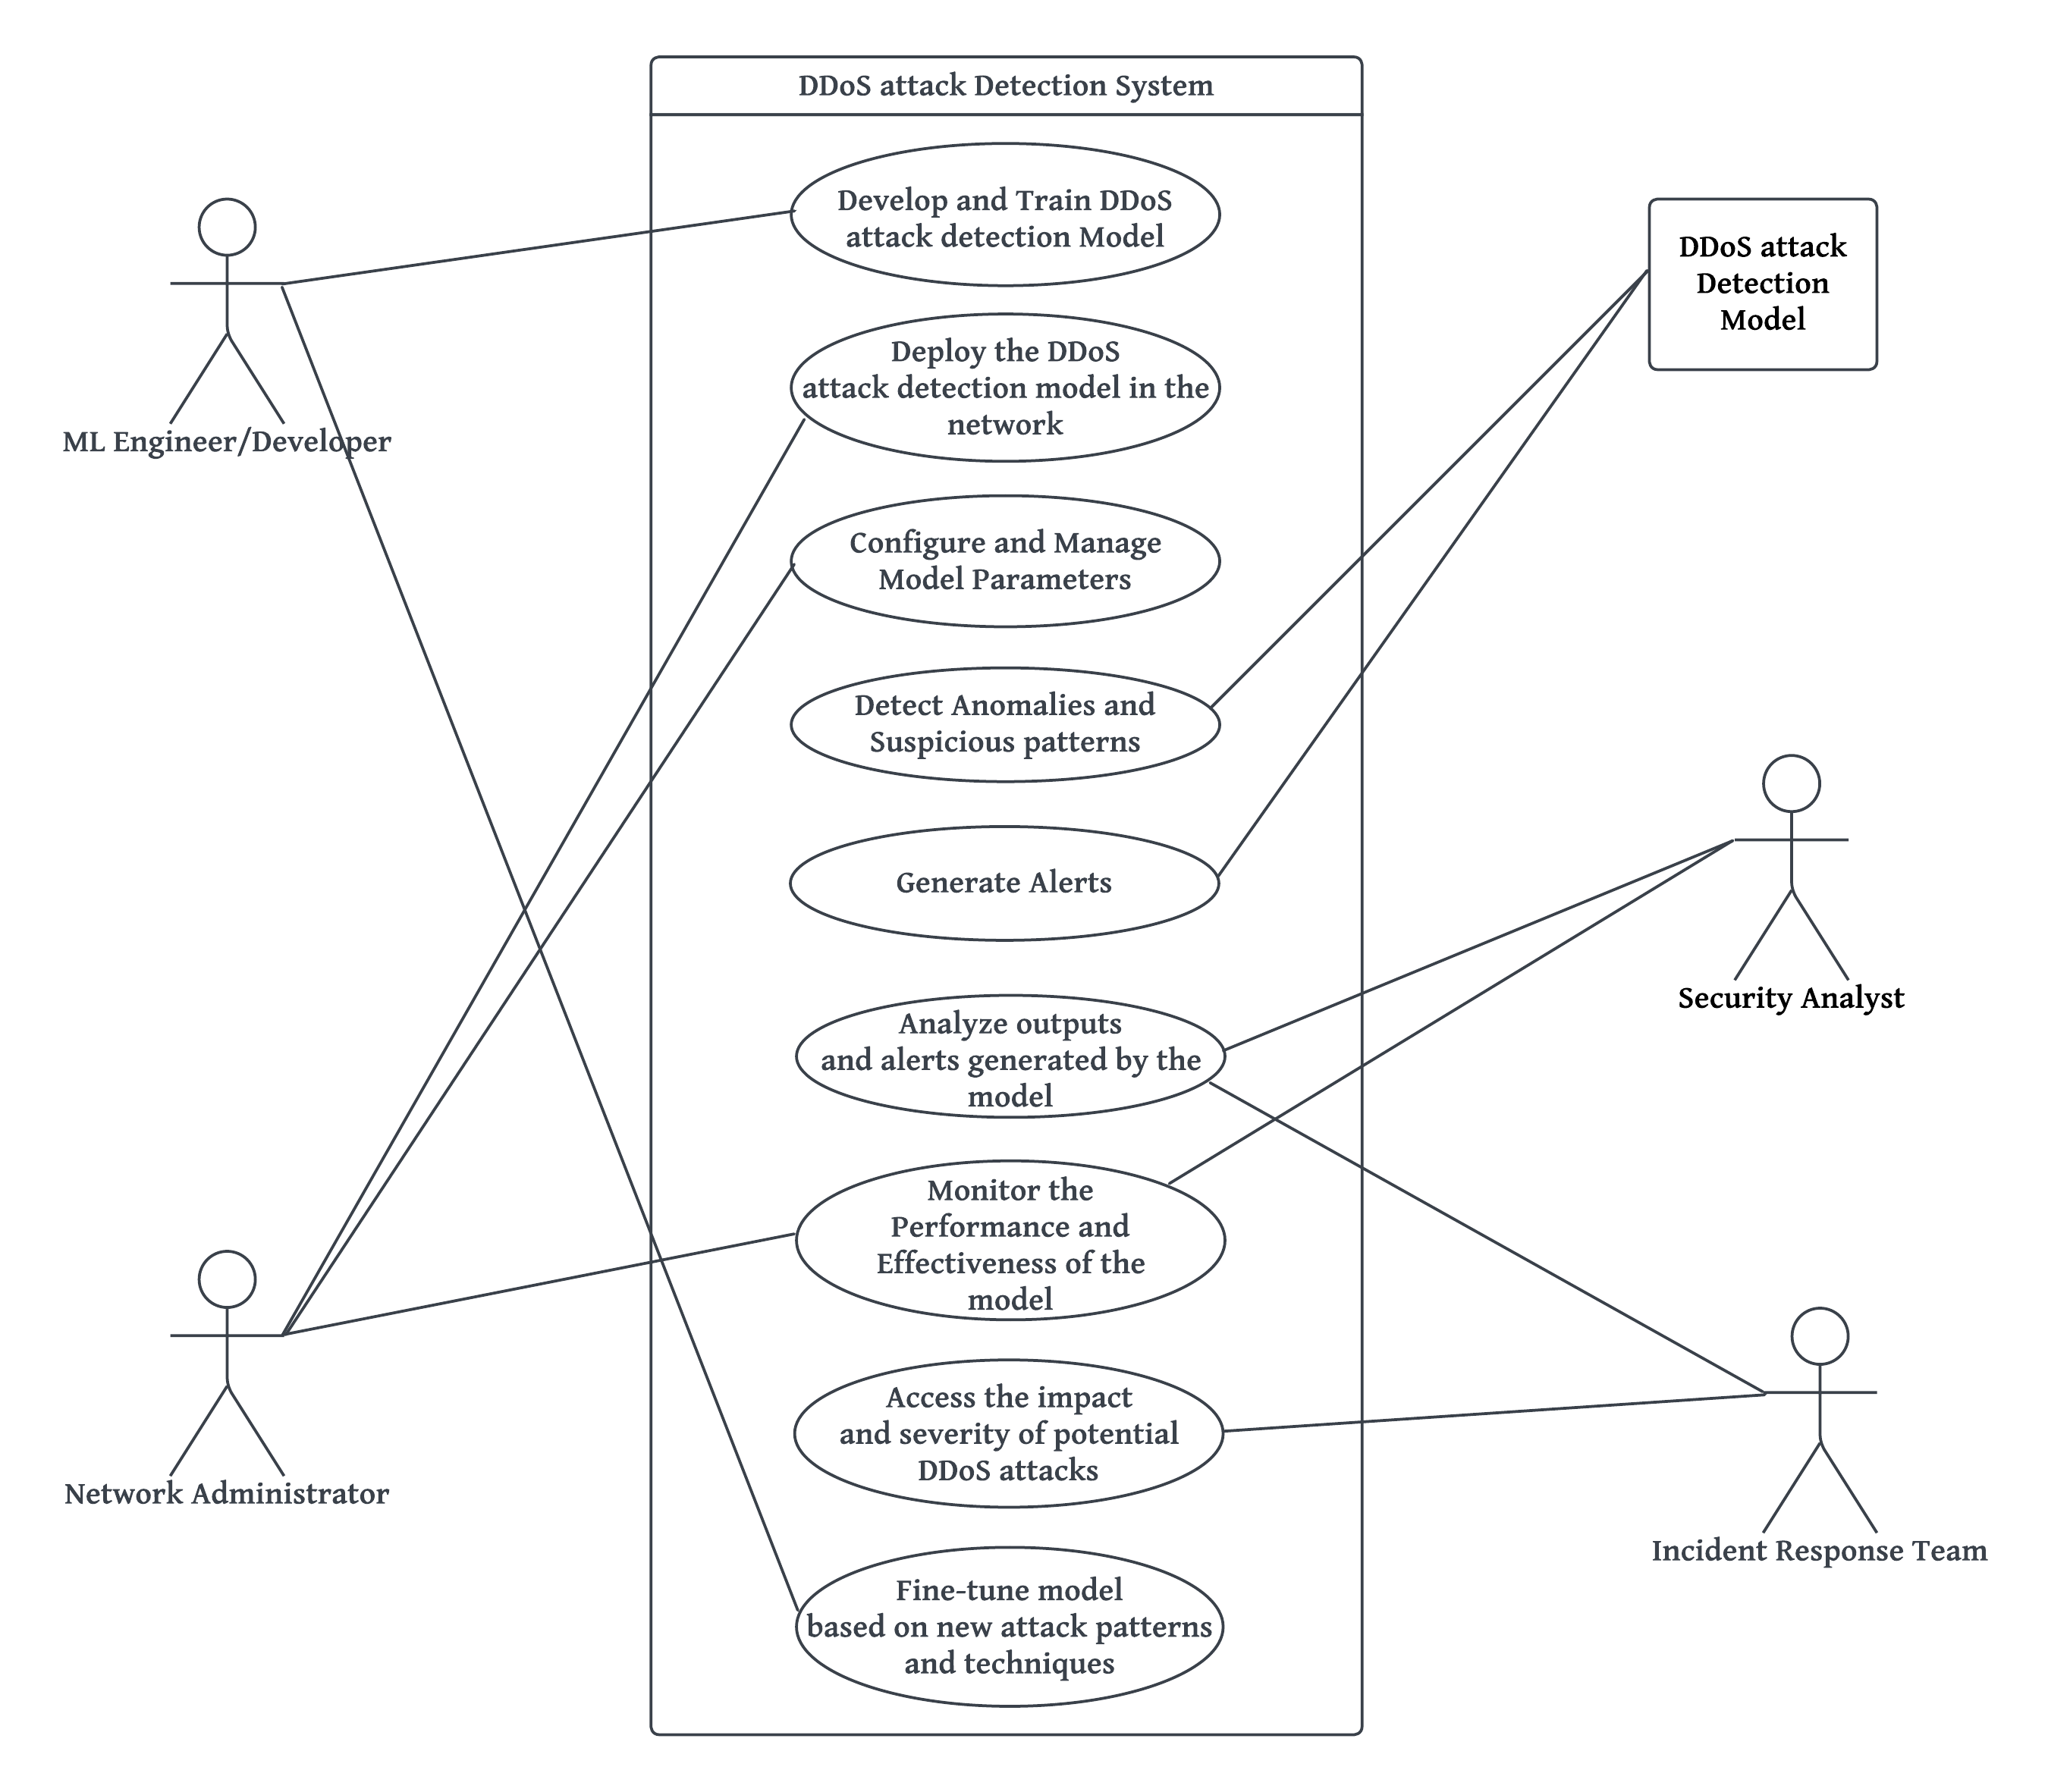 DDoS attack Detection System
Develop and Train DDoS
attack detection Model
Deploy the DDoS
attack detection model in the
network
Configure and Manage
Model Parameters
Detect Anomalies and
Suspicious patterns
Generate Alerts
Analyze outputs
and alerts generated by the
model
Monitor the
Performance and
Effectiveness of the
model
Access the impact
and severity of potential
DDoS attacks
Fine-tune model
based on new attack patterns
and techniques
ML Engineer/Developer
Network Administrator
DDoS attack
Detection
Model
Security Analyst
Incident Response Team